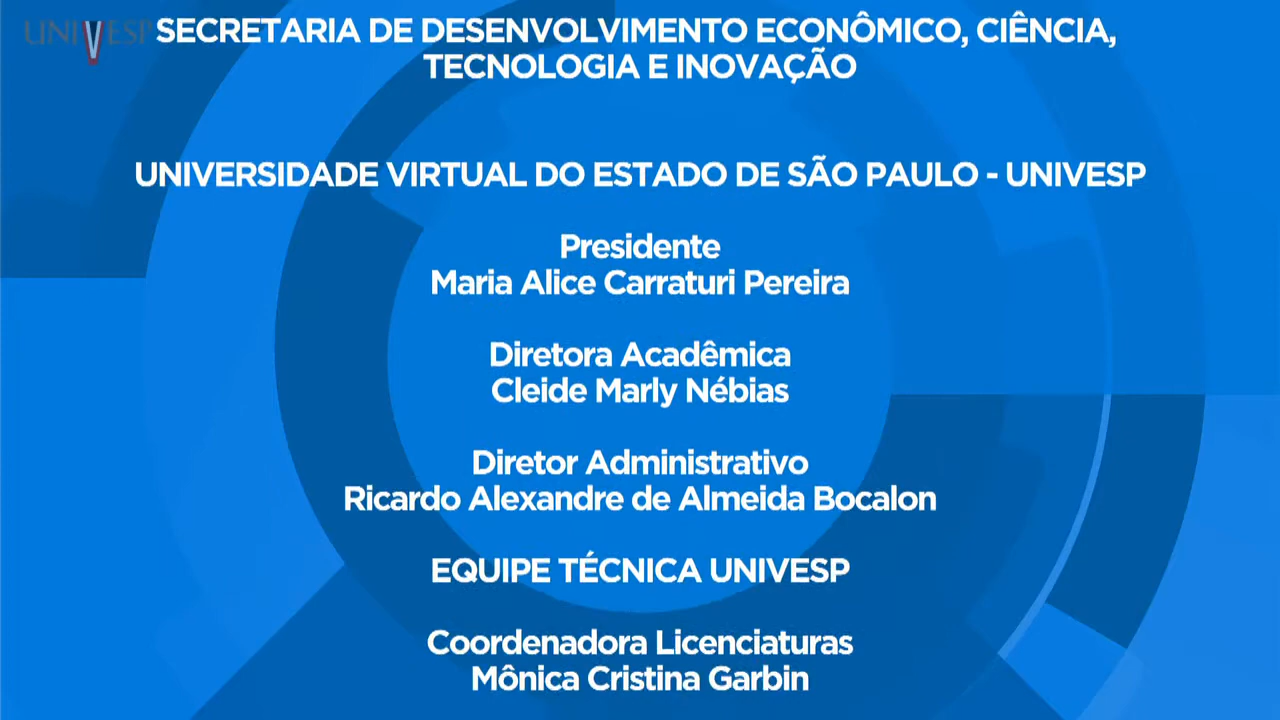 UNIVESP
SECRETARIA DE DESENVOLVIMENTO ECONÔMICO, CIÊNCIA,
TECNOLOGIA E INOVAÇÃO
UNIVERSIDADE VIRTUAL DO ESTADO DE SÃO PAULO - UNIVESP
Presidente
Maria Alice Carraturi Pereira
Diretora Acadêmica
Cleide Marly Nébias
Diretor Administrativo
Ricardo Alexandre de Almeida Bocalon
EQUIPE TÉCNICA UNIVESP
Coordenadora Licenciaturas
Mônica Cristina Garbin